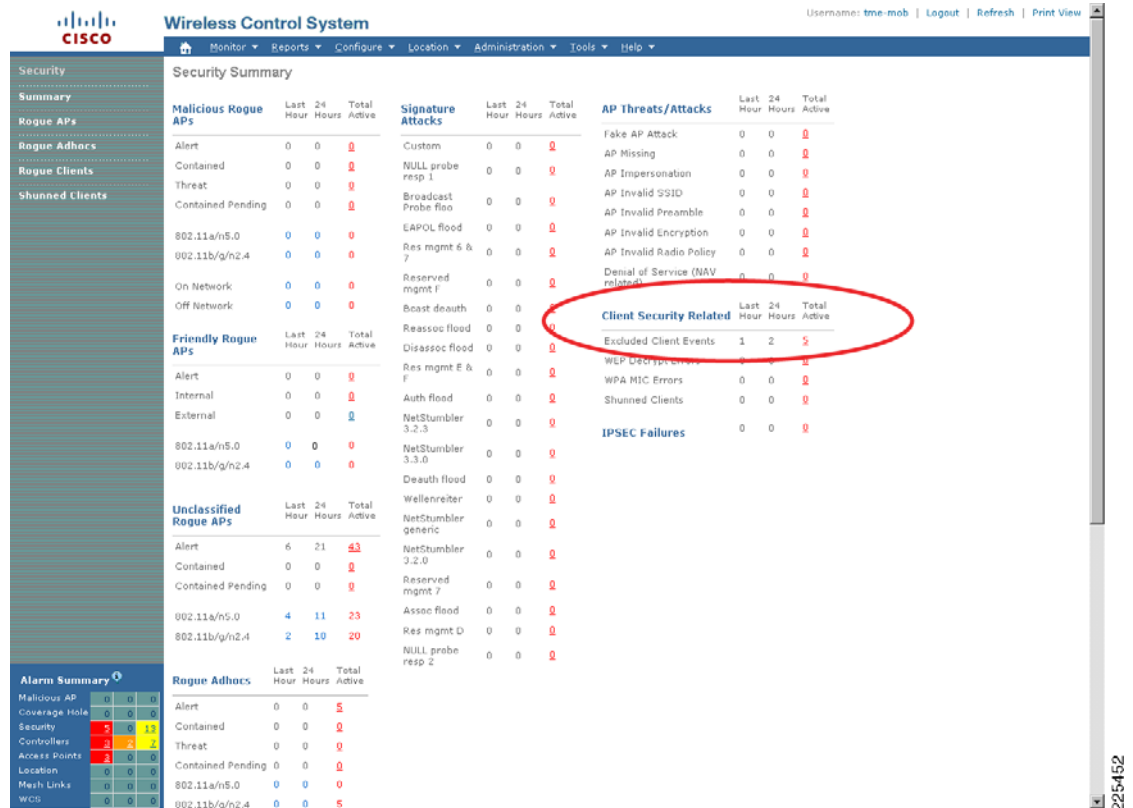 Username: tme-mob | Logout | Refresh | Print View
CISCO
Wireless Control System
Monitor Reports Configure Location Administration Tools Help
Security
Summary
Rogue APs
Rogue Adhocs
Rogue Clients
Shunned Clients
Security Summary
Malicious Rogue APs Last Hour 24 Hours Total Active
Alert 0 0 0
Contained 0 0 0
Threat 0 0 0
Contained Pending 0 0 0
802.11a/n5.0 0 0 0
802.11b/g/n2.4 0 0 0
On Network 0 0 0
Off Network 0 0 0
Friendly Rogue APs Last Hour 24 Hours Total Active
Alert 0 0 0
Internal 0 0 0
External 0 0 0
802.11a/n5.0 0 0 0
802.11b/g/n2.4 0 0 0
Unclassified Rogue APs Last Hour 24 Hours Total Active
Alert 6 21 43
Contained 0 0 0
Contained Pending 0 0 0
802.11a/n5.0 4 11 23
802.11b/g/n2.4 2 10 20
Rogue Adhocs Last Hour 24 Hours Total Active
Alert 0 0 5
Contained 0 0 0
Threat 0 0 0
Contained Pending 0 0 0
802.11a/n5.0 0 0 0
802.11b/g/n2.4 0 0 5
Signature Attacks Last Hour 24 Hours Total Active
Custom 0 0 0
NULL probe resp 1 0 0 0
Broadcast Probe floo 0 0 0
EAPOL flood 0 0 0
Res mgmt 6 & 7 0 0 0
Reserved mgmt F 0 0 0
Bcast deauth 0 0
Reassoc flood 0 0 0
Disassoc flood 0 0 0
Res mgmt E & F 0 0 0
Auth flood 0 0 0
NetStumbler 3.2.3 0 0 0
NetStumbler 3.3.0 0 0 0
Deauth flood 0 0 0
Wellenreiter 0 0 0
NetStumbler generic 0 0 0
NetStumbler 3.2.0 0 0 0
Reserved mgmt 7 0 0 0
Assoc flood 0 0 0
Res mgmt D 0 0 0
NULL probe resp 2 0 0 0
AP Threats/Attacks Last Hour 24 Hours Total Active
Fake AP Attack 0 0 0
AP Missing 0 0 0
AP Impersonation 0 0 0
AP Invalid SSID 0 0 0
AP Invalid Preamble 0 0 0
AP Invalid Encryption 0 0 0
AP Invalid Radio Policy 0 0 0
Denial of Service (NAV related) 0 0 0
Client Security Related Last Hour 24 Hours Total Active
Excluded Client Events 1 2 5
WEP Decrypt Errors 0 0 0
WPA MIC Errors 0 0 0
Shunned Clients 0 0 0
IPSEC Failures 0 0 0
Alarm Summary
Malicious AP 0 0 0
Coverage Hole 0 0 0
Security 0 19
Controllers 7
Access Points 0 0
Location 0 0 0
Mesh Links 0 0 0
WCS 0 0 0
225452